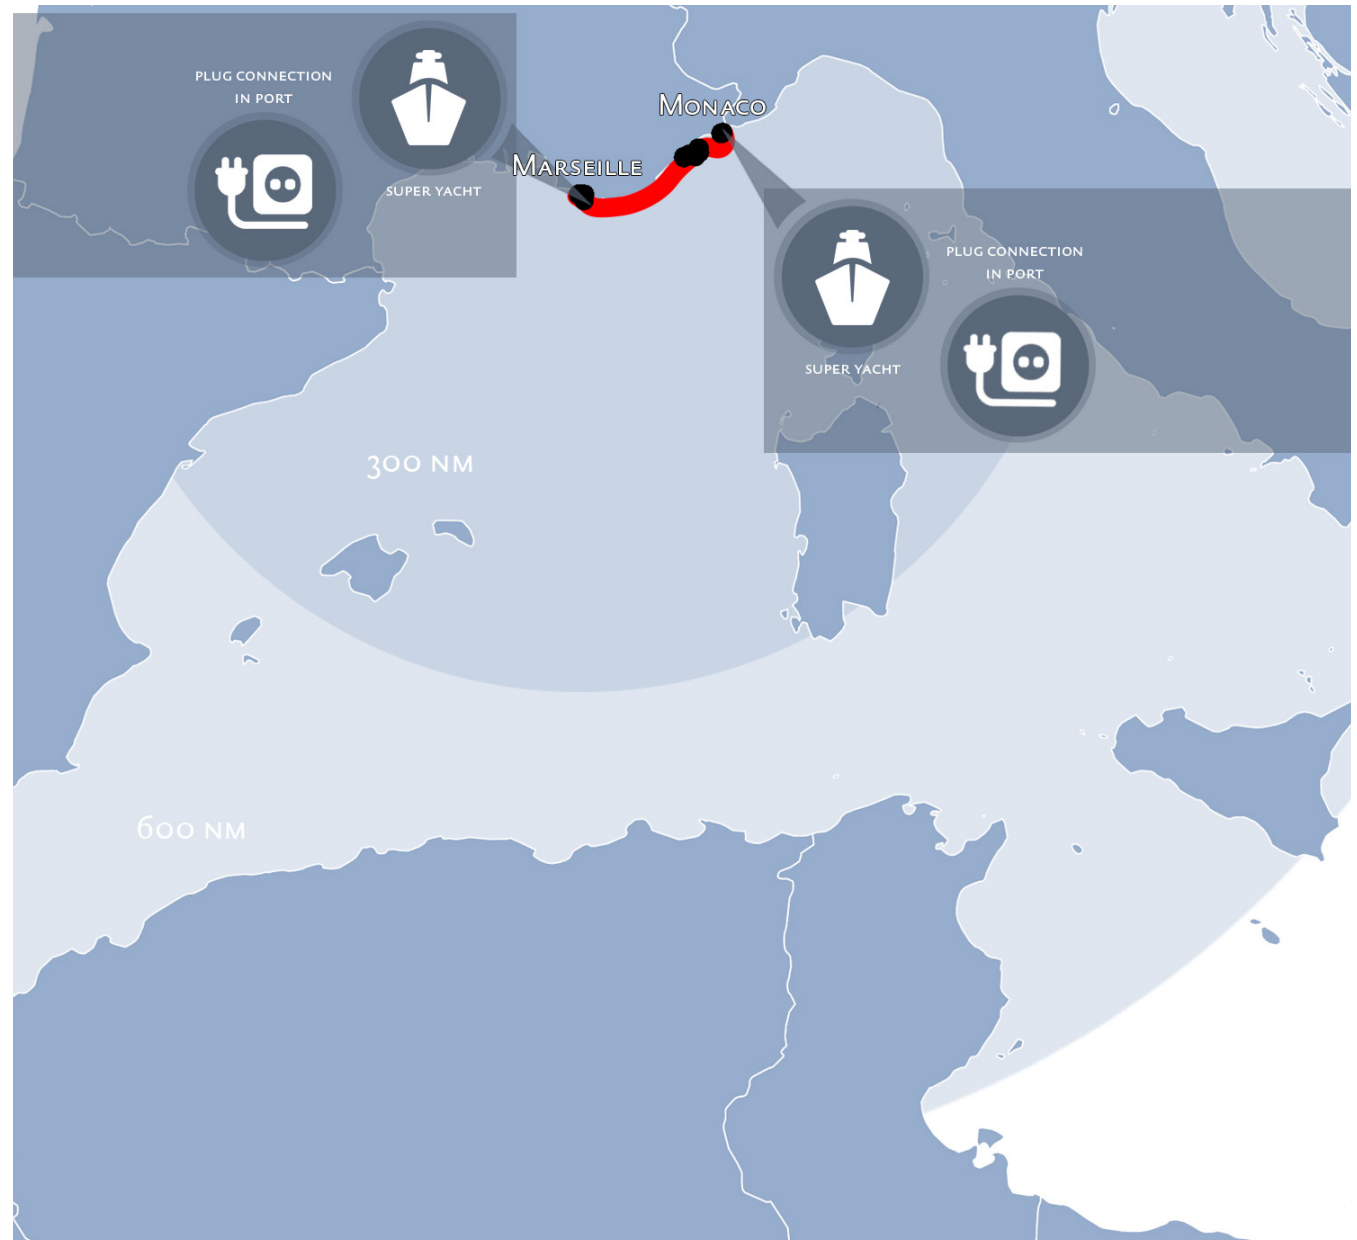 PLUG CONNECTION
IN PORT
SUPER YACHT
MARSEILLE
MONACO
PLUG CONNECTION
IN PORT
SUPER YACHT
300 NM
600 NM